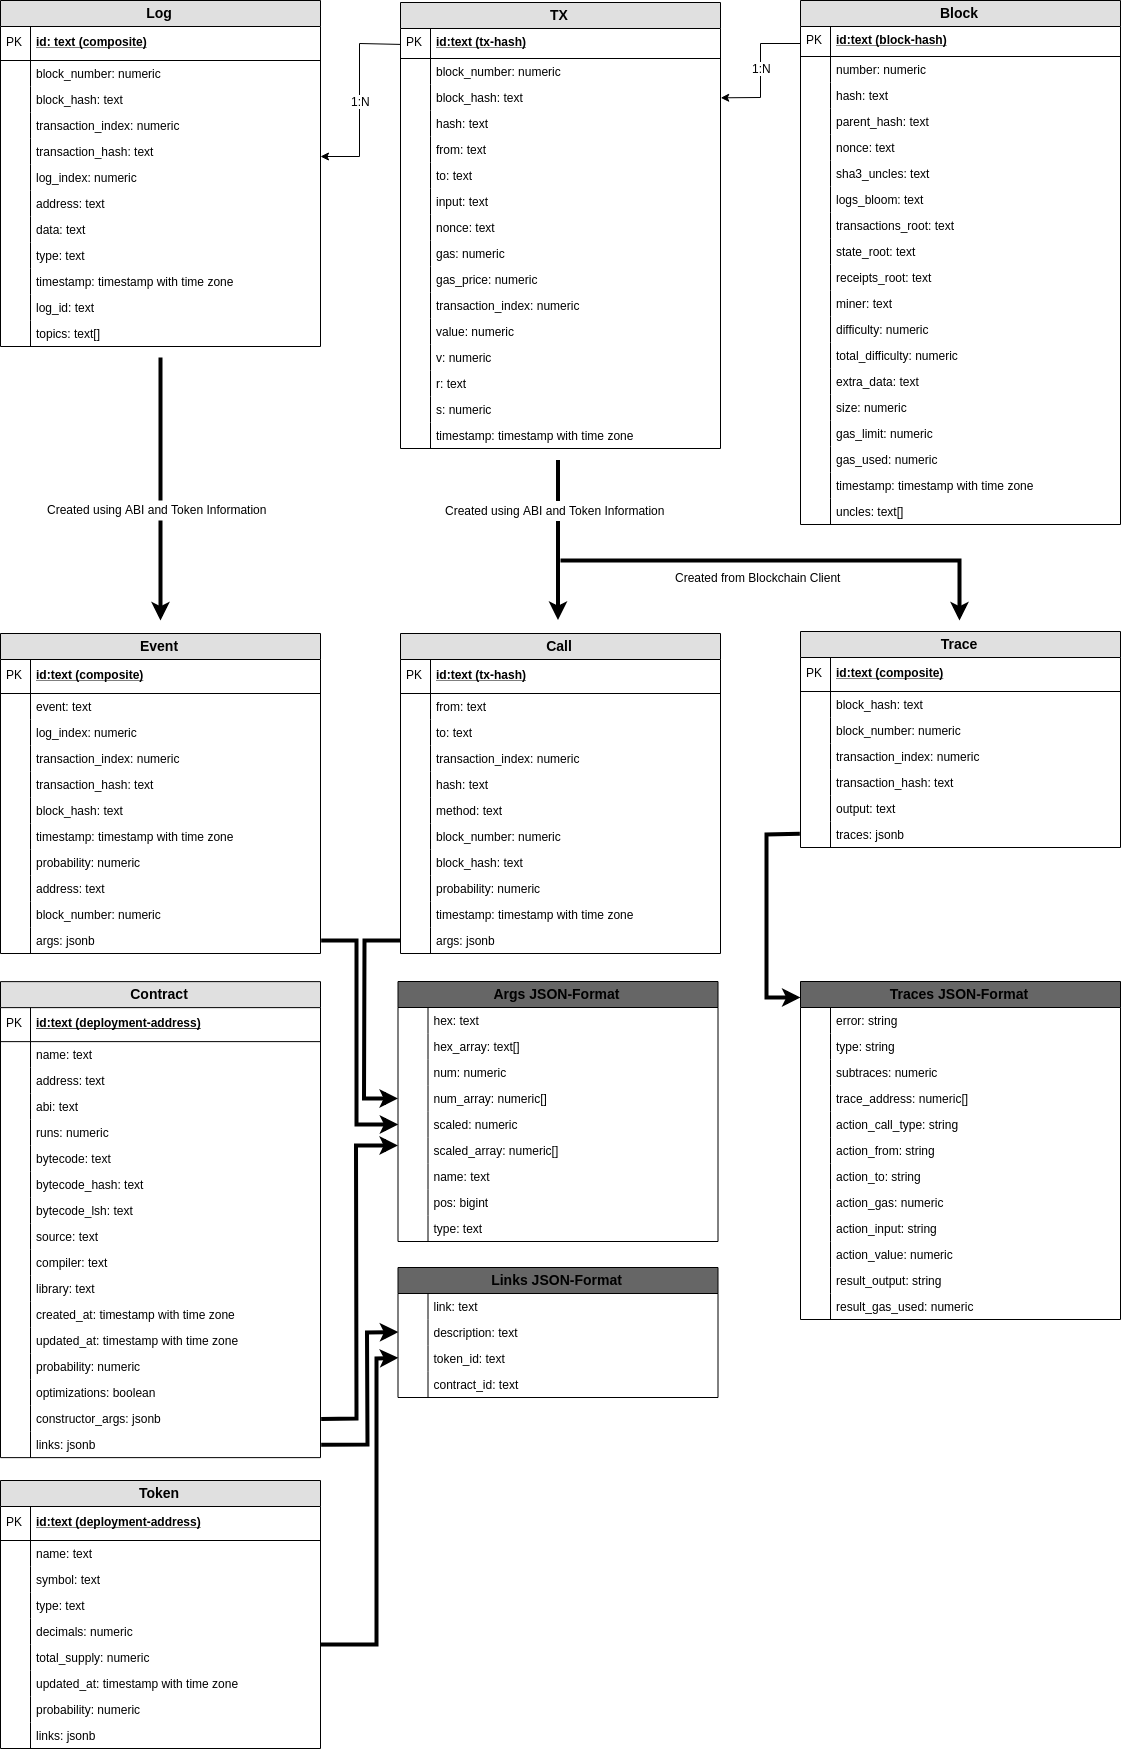 Log
PK
id: text (composite)
block_number: numeric
block_hash: text
transaction_index: numeric
transaction_hash: text
log_index: numeric
address: text
data: text
type: text
timestamp: timestamp with time zone
log_id: text
topics: text[]
1:N
TX
PK
id:text (tx-hash)
block_number: numeric
block_hash: text
hash: text
from: text
to: text
input: text
nonce: text
gas: numeric
gas_price: numeric
transaction_index: numeric
value: numeric
v: numeric
r: text
s: numeric
timestamp: timestamp with time zone
1:N
Block
PK
id:text (block-hash)
number: numeric
hash: text
parent_hash: text
nonce: text
sha3_uncles: text
logs_bloom: text
transactions_root: text
state_root: text
receipts_root: text
miner: text
difficulty: numeric
total_difficulty: numeric
extra_data: text
size: numeric
gas_limit: numeric
gas_used: numeric
timestamp: timestamp with time zone
uncles: text[]
Created using ABI and Token Information
Created using ABI and Token Information
Created from Blockchain Client
Event
PK
id:text (composite)
event: text
log_index: numeric
transaction_index: numeric
transaction_hash: text
block_hash: text
timestamp: timestamp with time zone
probability: numeric
address: text
block_number: numeric
args: jsonb
Call
PK
id:text (tx-hash)
from: text
to: text
transaction_index: numeric
hash: text
method: text
block_number: numeric
block_hash: text
probability: numeric
timestamp: timestamp with time zone
args: jsonb
Trace
PK
id:text (composite)
block_hash: text
block_number: numeric
transaction_index: numeric
transaction_hash: text
output: text
traces: jsonb
Contract
PK
id:text (deployment-address)
name: text
address: text
abi: text
runs: numeric
bytecode: text
bytecode_hash: text
bytecode_lsh: text
source: text
compiler: text
library: text
created_at: timestamp with time zone
updated_at: timestamp with time zone
probability: numeric
optimizations: boolean
constructor_args: jsonb
links: jsonb
Args JSON-Format
hex: text
hex_array: text[]
num: numeric
num_array: numeric[]
scaled: numeric
scaled_array: numeric[]
name: text
pos: bigint
type: text
Links JSON-Format
link: text
description: text
token_id: text
contract_id: text
Traces JSON-Format
error: string
type: string
subtraces: numeric
trace_address: numeric[]
action_call_type: string
action_from: string
action_to: string
action_gas: numeric
action_input: string
action_value: numeric
result_output: string
result_gas_used: numeric
Token
PK
id:text (deployment-address)
name: text
symbol: text
type: text
decimals: numeric
total_supply: numeric
updated_at: timestamp with time zone
probability: numeric
links: jsonb